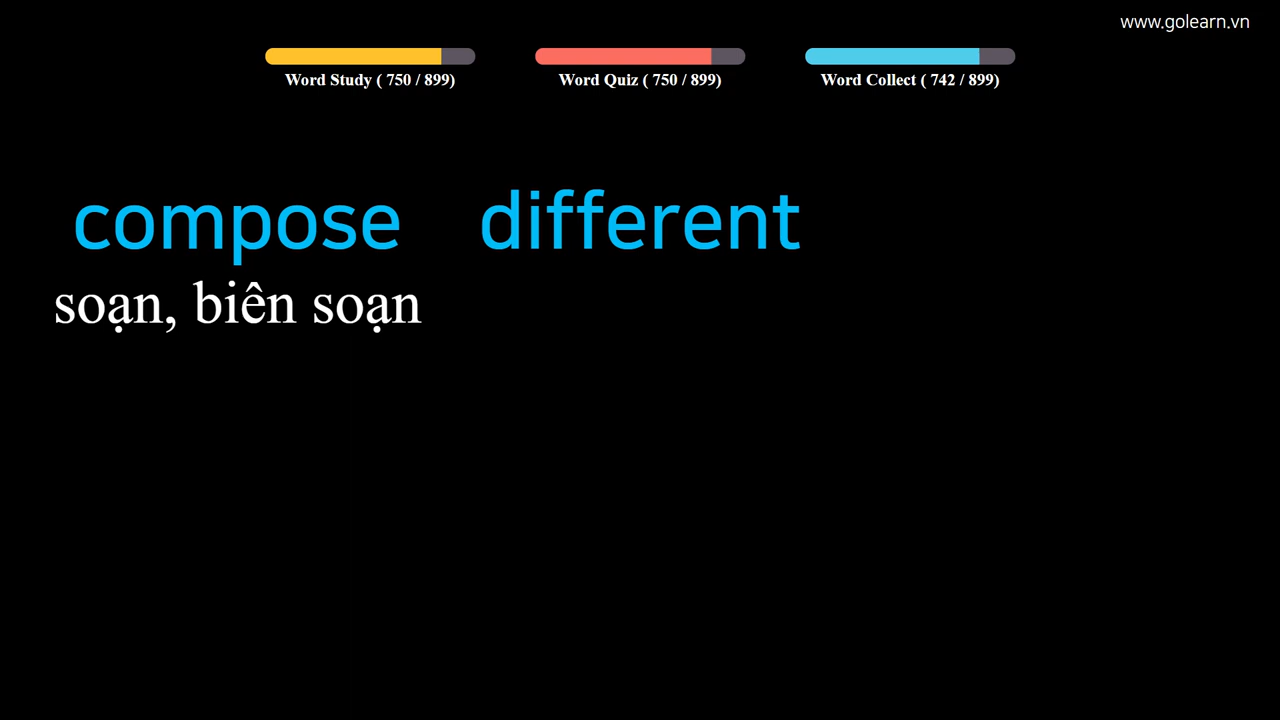 www.golearn.vn
Word Study ( 750 / 899)
Word Quiz ( 750 / 899)
Word Collect ( 742 / 899)
compose different
soạn, biên soạn